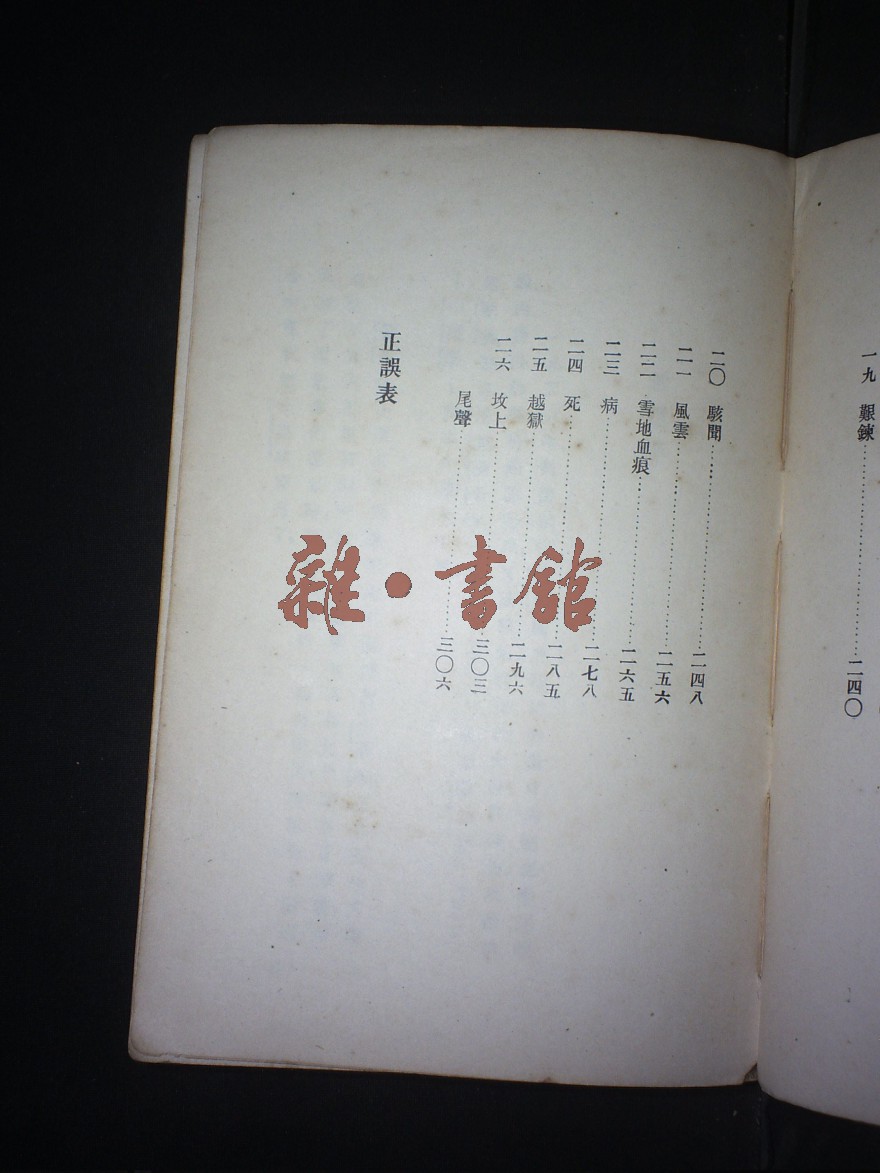 一九 艱鍊……二四〇
二〇 駭聞……二四八
二一 風雲……二五六
二二 雪地血痕……二六五
二三 病……二七八
二四 死……二八五
二五 越獄……二九六
二六 坟上……三〇三
尾聲……三〇六
正誤表
雜·書館